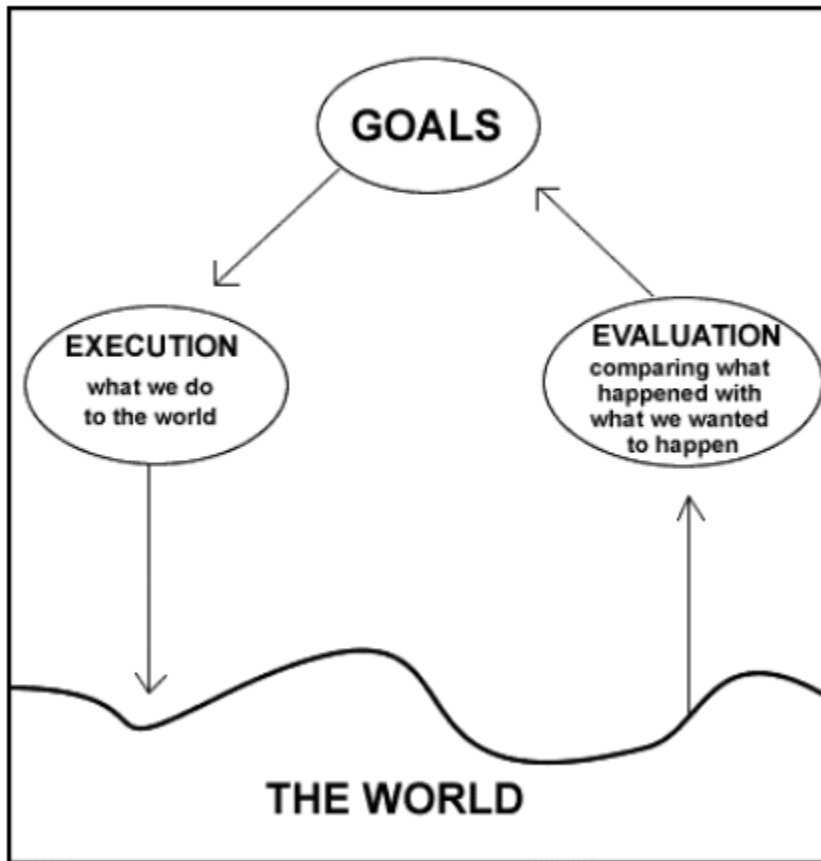 GOALS
EXECUTION
what we do
to the world
EVALUATION
comparing what
happened with
what we wanted
to happen
THE WORLD